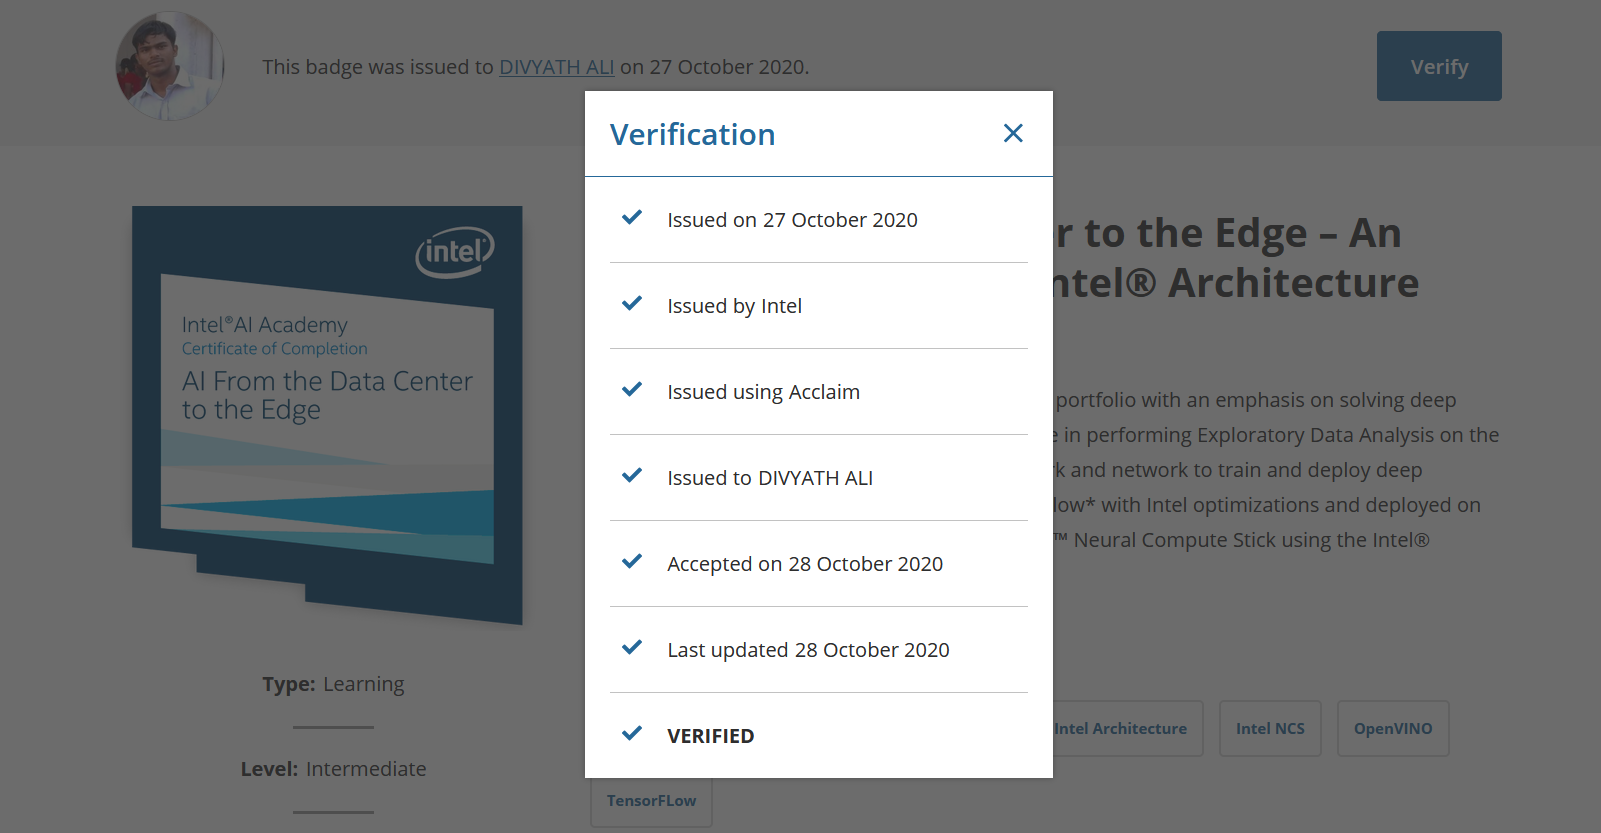 This badge was issued to DIVYATH ALI on 27 October 2020.
Verify
Verification
Issued on 27 October 2020
Issued by Intel
Issued using Acclaim
Issued to DIVYATH ALI
Accepted on 28 October 2020
Last updated 28 October 2020
VERIFIED
intel
Intel®AI Academy
Certificate of Completion
AI From the Data Center
to the Edge
Type: Learning
Level: Intermediate
to the Edge – An
Architecture
portfolio with an emphasis on solving deep
in performing Exploratory Data Analysis on the
and network to train and deploy deep
with Intel optimizations and deployed on
™ Neural Compute Stick using the Intel®
Intel Architecture
Intel NCS
OpenVINO
TensorFLow